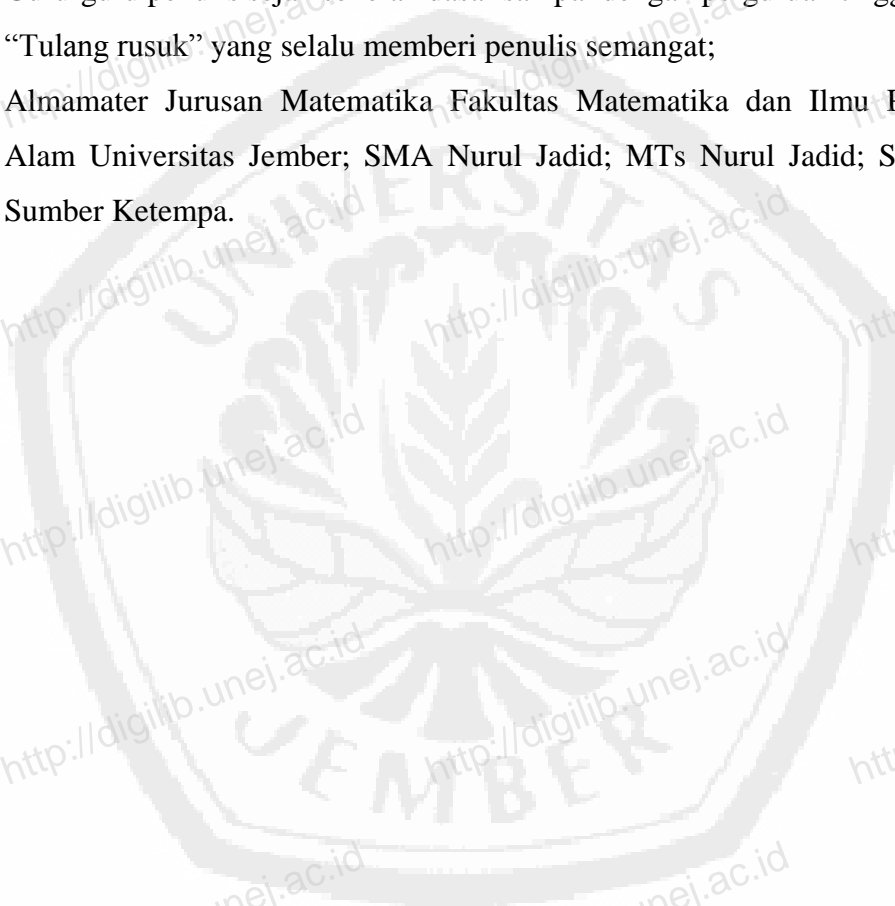 “Tulang rusuk” yang selalu memberi penulis semangat;
Almamater Jurusan Matematika Fakultas Matematika dan Ilmu
Alam Universitas Jember; SMA Nurul Jadid; MTs Nurul Jadid;
Sumber Ketempa.
UNIVERSITAS
JEMBER
http://digilib.unej.ac.id
http://digilib.unej.ac.id
http://digilib.unej.ac.id
http://digilib.unej.ac.id
http://digilib.unej.ac.id
http://digilib.unej.ac.id